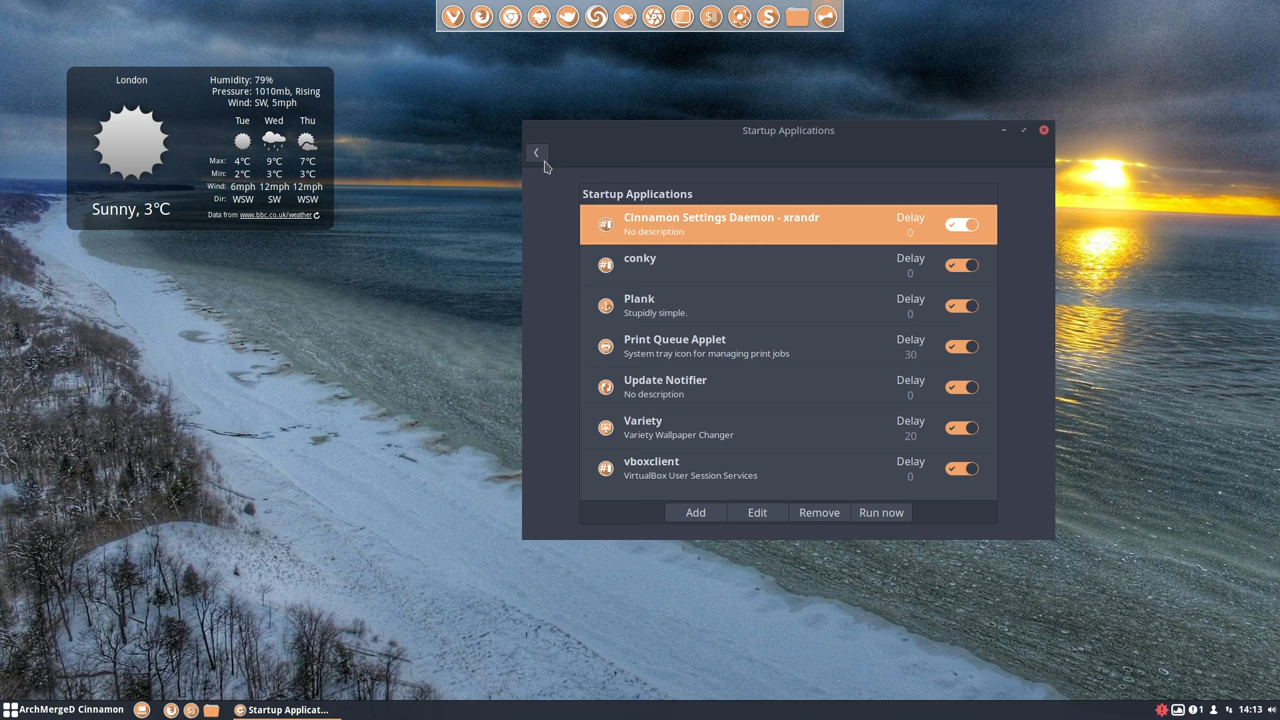 London
Humidity: 79%
Pressure: 1010mb, Rising
Wind: SW, 5mph
Tue Wed Thu
Max: 4°C 9°C 7°C
Min: 2°C 3°C 3°C
Wind: 6mph 12mph 12mph
Dir: WSW SW WSW
Sunny, 3°C
Data from www.bbc.co.uk/weather
Startup Applications
Startup Applications
Cinnamon Settings Daemon - xrandr
No description
Delay
0
conky
Delay
0
Plank
Stupidly simple.
Delay
0
Print Queue Applet
System tray icon for managing print jobs
Delay
30
Update Notifier
No description
Delay
0
Variety
Variety Wallpaper Changer
Delay
20
vboxclient
VirtualBox User Session Services
Delay
0
Add Edit Remove Run now
ArchMergeD Cinnamon
Startup Applicat...
1
14:13